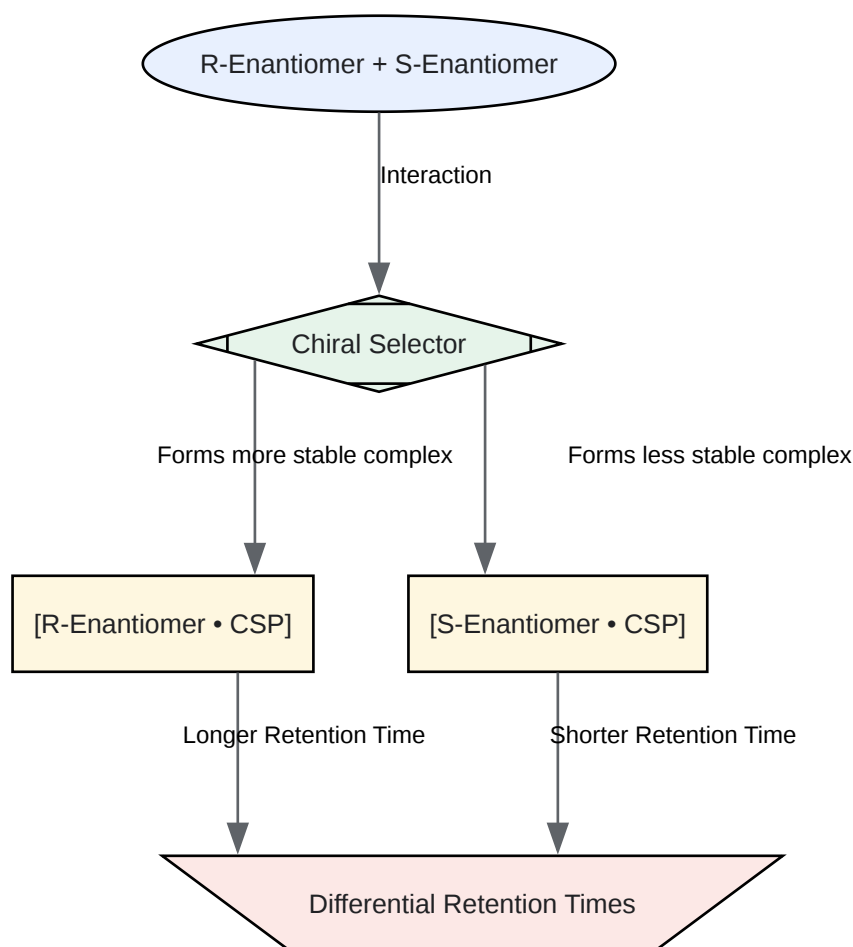 R-Enantiomer + S-Enantiomer
Interaction
Chiral Selector
Forms more stable complex
Forms less stable complex
[R-Enantiomer • CSP]
[S-Enantiomer • CSP]
Longer Retention Time
Shorter Retention Time
Differential Retention Times